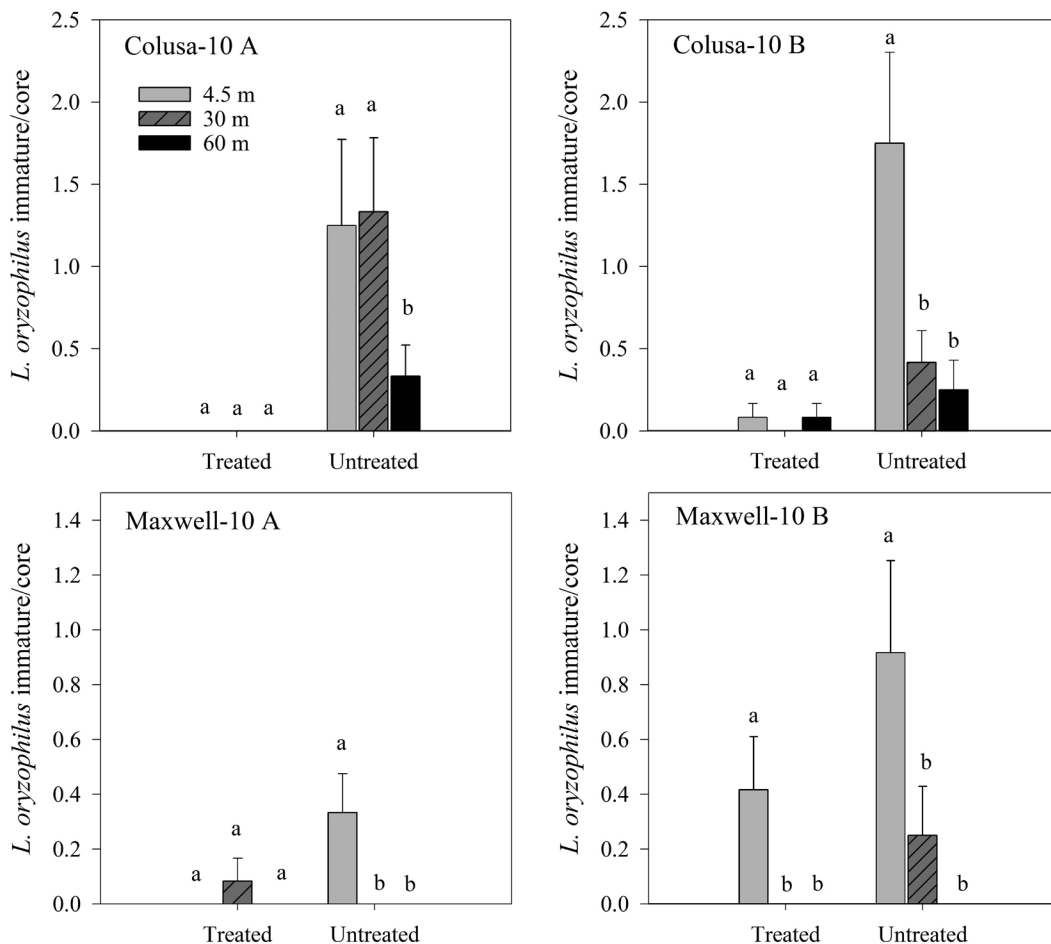 Colusa-10 A
L. oryzophilus immature/core
2.5
2.0
1.5
1.0
0.5
0.0
4.5 m
30 m
60 m
a a a
a a b
Treated Untreated
Colusa-10 B
L. oryzophilus immature/core
2.5
2.0
1.5
1.0
0.5
0.0
a a a
a b b
Treated Untreated
Maxwell-10 A
L. oryzophilus immature/core
1.4
1.2
1.0
0.8
0.6
0.4
0.2
0.0
a a a
a b b
Treated Untreated
Maxwell-10 B
L. oryzophilus immature/core
1.4
1.2
1.0
0.8
0.6
0.4
0.2
0.0
a b b
a b b
Treated Untreated